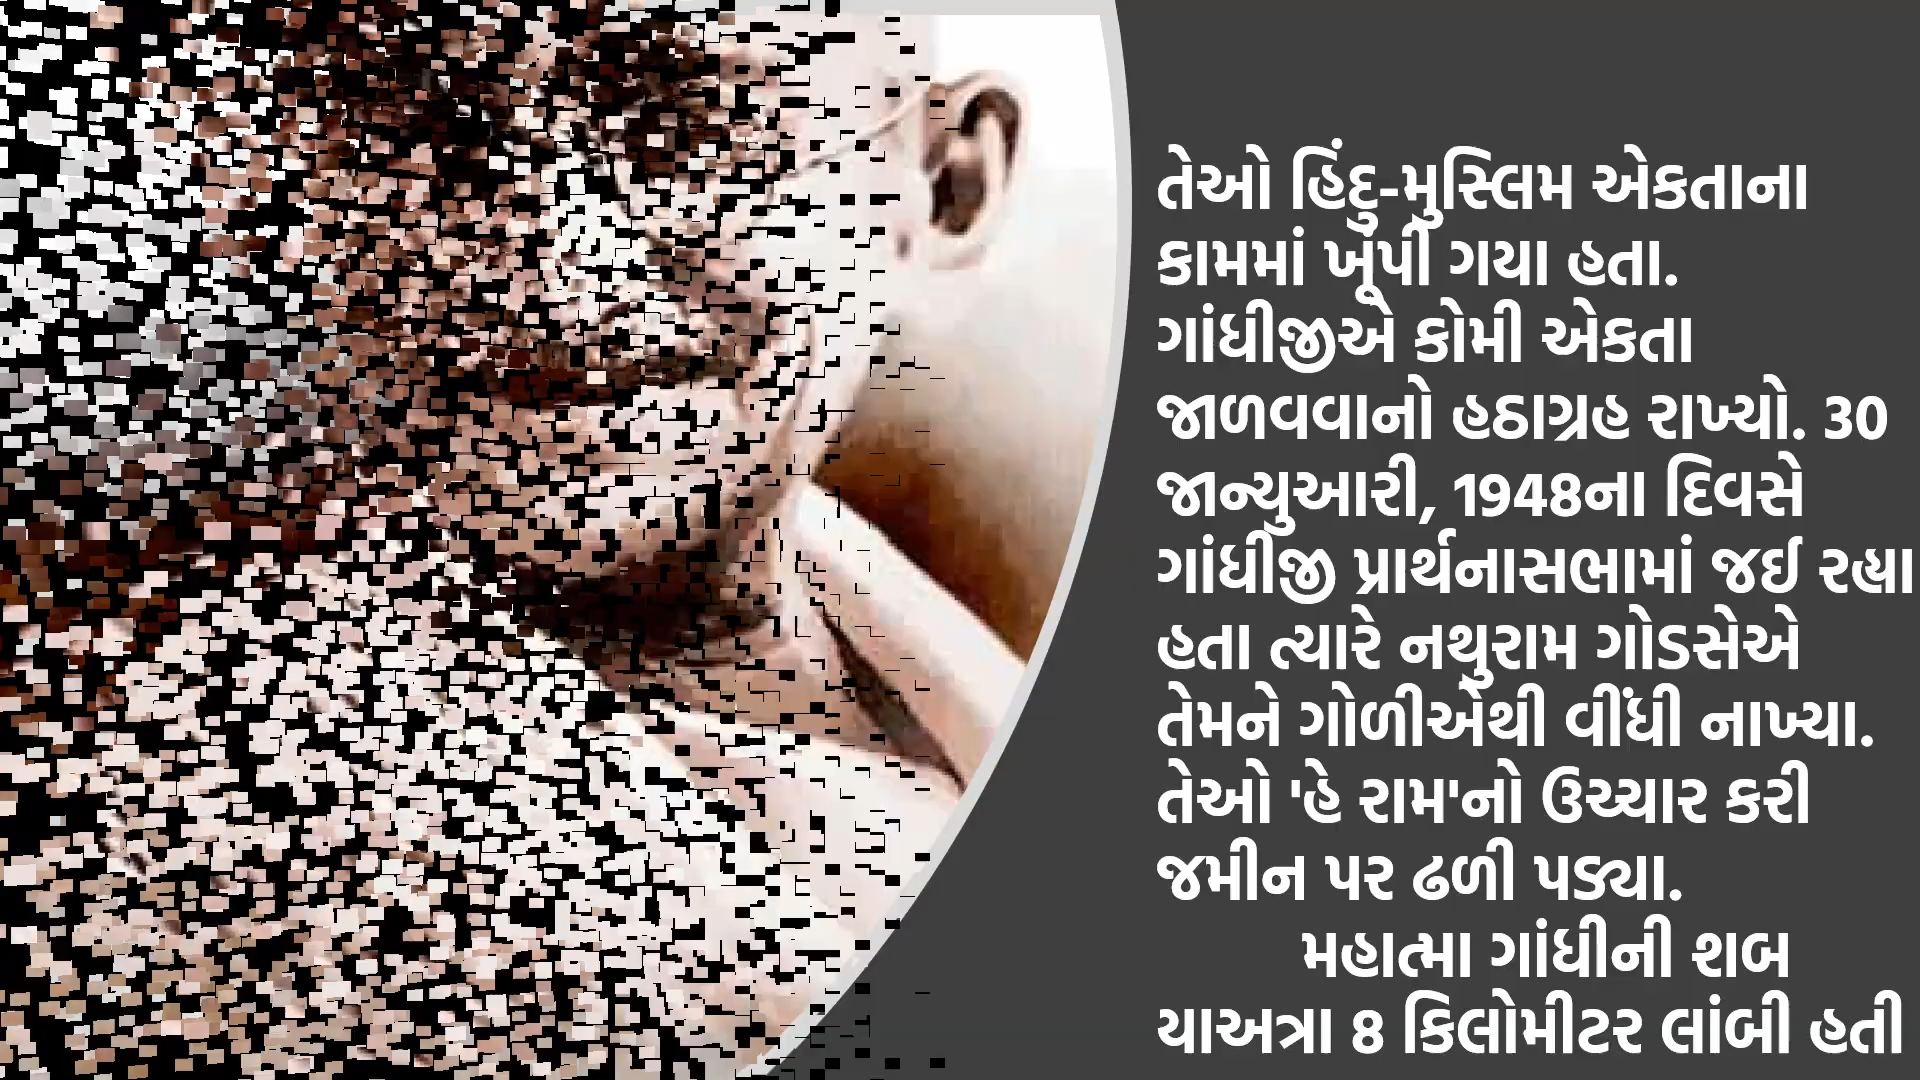 તેઓ હિંદુ-મુસ્લિમ એકતાના
કામમાં ખૂંપી ગયા હતા.
ગાંધીજીએ કોમી એકતા
જાળવવાનો હઠાગ્રહ રાખ્યો. 30
જાન્યુઆરી, 1948ના દિવસે
ગાંધીજી પ્રાર્થનાસભામાં જઈ રહ્યા
હતા ત્યારે નથુરામ ગોડસેએ
તેમને ગોળીએથી વીંધી નાખ્યા.
તેઓ 'હે રામ'નો ઉચ્ચાર કરી
જમીન પર ઢળી પડ્યા.
મહાત્મા ગાંધીની શબ
યાઅત્રા 8 કિલોમીટર લાંબી હતી